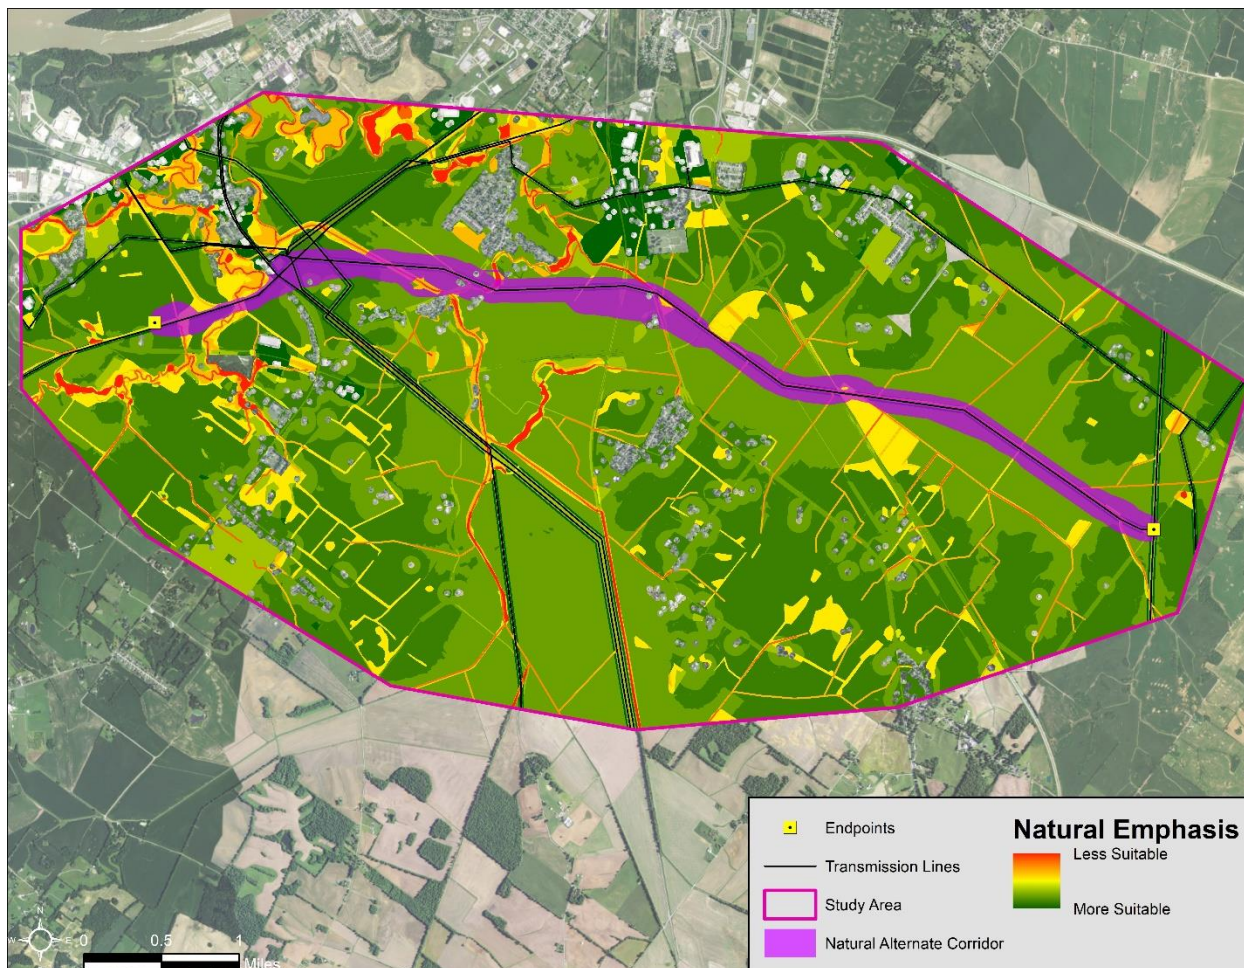 Endpoints
Transmission Lines
Study Area
Natural Alternate Corridor
Natural Emphasis
Less Suitable
More Suitable
N
W E
S
0 0.5 1
Miles